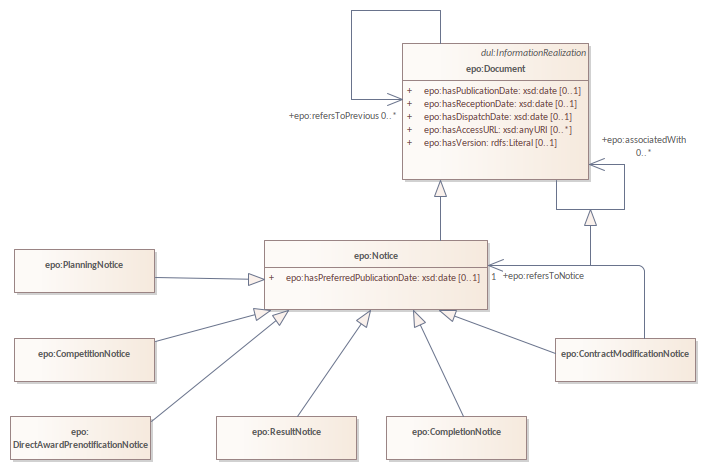 dul:InformationRealization
epo:Document
+ epo:hasPublicationDate: xsd:date [0..1]
+ epo:hasReceptionDate: xsd:date [0..1]
+ epo:hasDispatchDate: xsd:date [0..1]
+ epo:hasAccessURL: xsd:anyURI [0..*]
+ epo:hasVersion: rdfs:Literal [0..1]
+epo:refersToPrevious 0..*
+epo:associatedWith
0..*
epo:Notice
+ epo:hasPreferredPublicationDate: xsd:date [0..1]
1 +epo:refersToNotice
epo:PlanningNotice
epo:CompetitionNotice
epo:ContractModificationNotice
epo:
DirectAwardPrenotificationNotice
epo:ResultNotice
epo:CompletionNotice